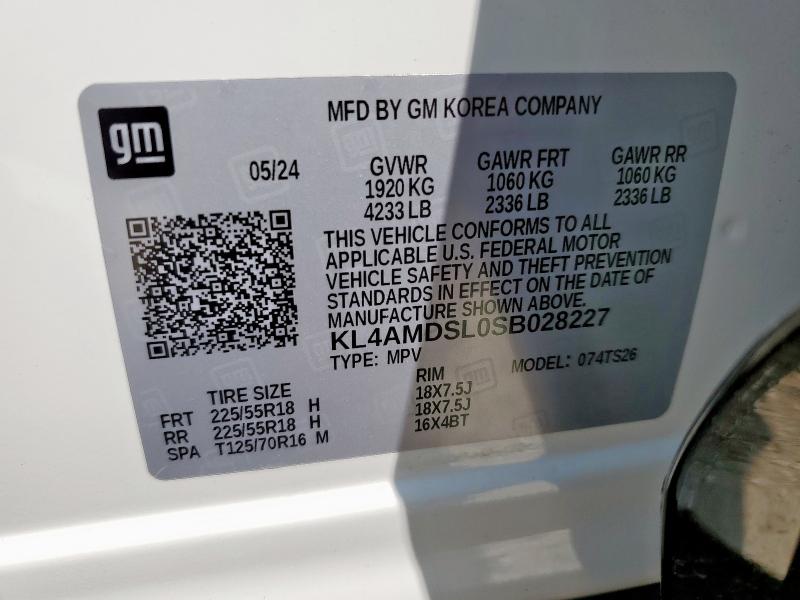 gm
MFD BY GM KOREA COMPANY
05/24
GVWR
1920 KG
4233 LB
GAWR FRT
1060 KG
2336 LB
GAWR RR
1060 KG
2336 LB
THIS VEHICLE CONFORMS TO ALL
APPLICABLE U.S. FEDERAL MOTOR
VEHICLE SAFETY AND THEFT PREVENTION
STANDARDS IN EFFECT ON THE DATE OF
MANUFACTURE SHOWN ABOVE.
KL4AMDSL0SB028227
TYPE: MPV
MODEL: 074TS26
TIRE SIZE
RIM
FRT 225/55R18 H 18X7.5J
RR 225/55R18 H 18X7.5J
SPA T125/70R16 M 16X4BT